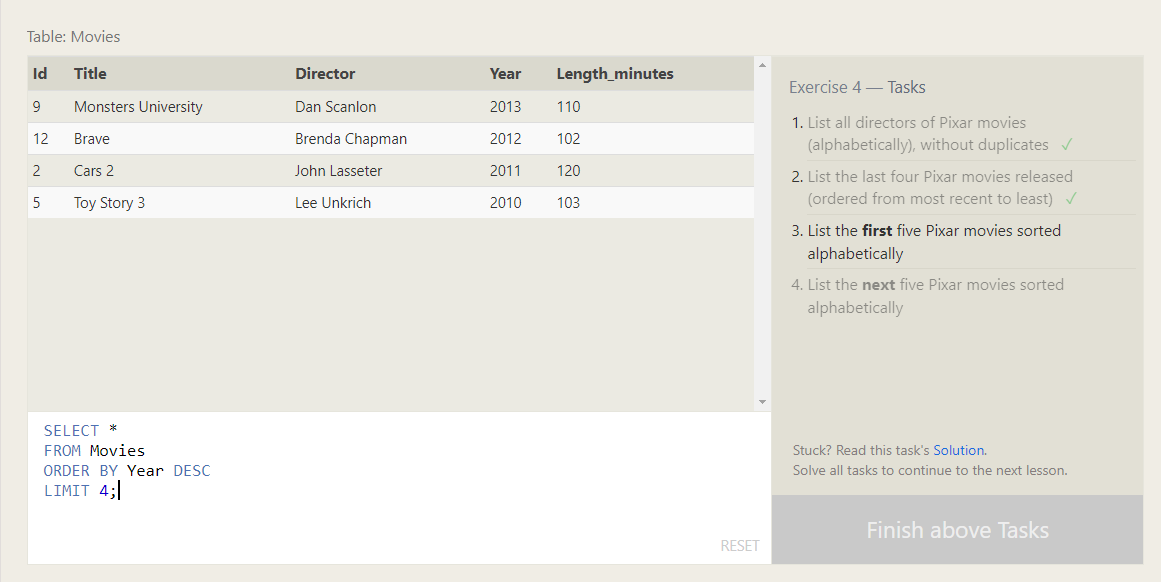 Table: Movies
Id Title Director Year Length_minutes
9 Monsters University Dan Scanlon 2013 110
12 Brave Brenda Chapman 2012 102
2 Cars 2 John Lasseter 2011 120
5 Toy Story 3 Lee Unkrich 2010 103
SELECT *
FROM Movies
ORDER BY Year DESC
LIMIT 4;
RESET
Exercise 4 — Tasks
1. List all directors of Pixar movies
(alphabetically), without duplicates ✓
2. List the last four Pixar movies released
(ordered from most recent to least) ✓
3. List the first five Pixar movies sorted
alphabetically
4. List the next five Pixar movies sorted
alphabetically
Stuck? Read this task's Solution.
Solve all tasks to continue to the next lesson.
Finish above Tasks